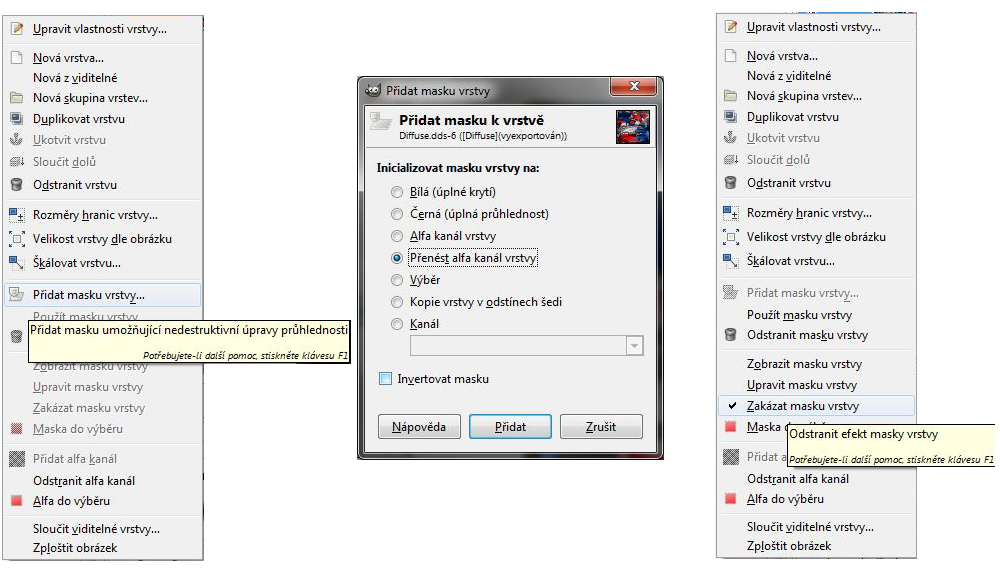 Upravit vlastnosti vrstvy...
Nová vrstva...
Nová z viditelné
Nová skupina vrstev...
Duplikovat vrstvu
Ukotvit vrstvu
Sloučit dolů
Odstranit vrstvu
Rozměry hranic vrstvy...
Velikost vrstvy dle obrázku
Škálovat vrstvu...
Přidat masku vrstvy...
Použít masku vrstvy
Přidat masku umožňující nedestruktivní úpravy průhlednosti
Potřebujete-li další pomoc, stiskněte klávesu F1
Zobrazit masku vrstvy
Upravit masku vrstvy
Zakázat masku vrstvy
Maska do výběru
Přidat alfa kanál
Odstranit alfa kanál
Alfa do výběru
Sloučit viditelné vrstvy...
Zploštit obrázek
Přidat masku vrstvy
Přidat masku k vrstvě
Diffuse.dds-6 ([Diffuse](vyexportován))
Inicializovat masku vrstvy na:
Bílá (úplné krytí)
Černá (úplná průhlednost)
Alfa kanál vrstvy
Přenést alfa kanál vrstvy
Výběr
Kopie vrstvy v odstínech šedi
Kanál
Invertovat masku
Nápověda
Přidat
Zrušit
Upravit vlastnosti vrstvy...
Nová vrstva...
Nová z viditelné
Nová skupina vrstev...
Duplikovat vrstvu
Ukotvit vrstvu
Sloučit dolů
Odstranit vrstvu
Rozměry hranic vrstvy...
Velikost vrstvy dle obrázku
Škálovat vrstvu...
Přidat masku vrstvy...
Použít masku vrstvy
Odstranit masku vrstvy
Zobrazit masku vrstvy
Upravit masku vrstvy
Zakázat masku vrstvy
Maska
Odstranit efekt masky vrstvy
Potřebujete-li další pomoc, stiskněte klávesu F1
Přidat a
Odstranit alfa kanál
Alfa do výběru
Sloučit viditelné vrstvy...
Zploštit obrázek